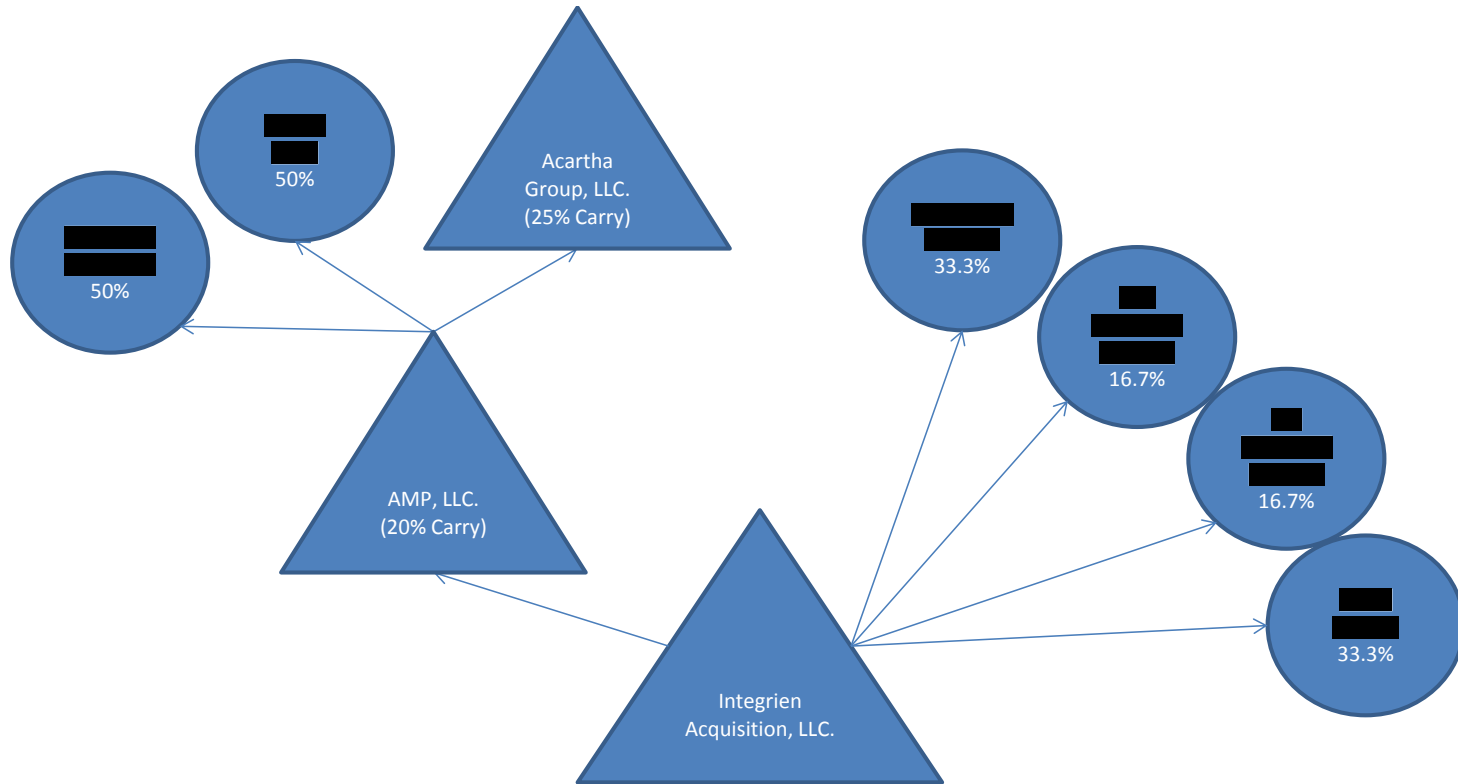 50%
50%
Acartha
Group, LLC.
(25% Carry)
33.3%
16.7%
16.7%
33.3%
AMP, LLC.
(20% Carry)
Integrien
Acquisition, LLC.